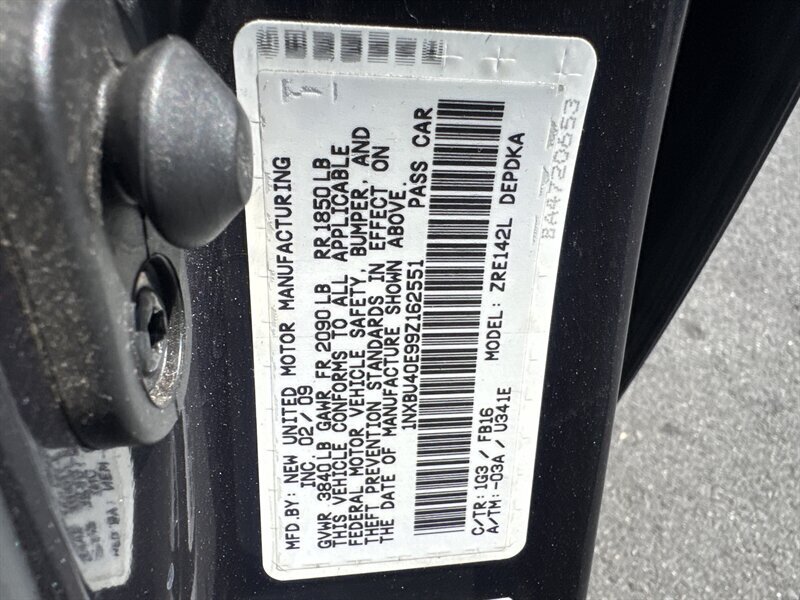 MFD.BY: NEW UNITED MOTOR MANUFACTURING
INC. 02/09
GVWR 3840LB GAWR FR 2090LB RR1850LB
THIS VEHICLE CONFORMS TO ALL APPLICABLE
FEDERAL MOTOR VEHICLE SAFETY, BUMPER, AND
THEFT PREVENTION STANDARDS IN EFFECT ON
THE DATE OF MANUFACTURE SHOWN ABOVE.
1NXBU40E99Z162551 PASS CAR
C/TR: 1G3 / FB16 MODEL: ZRE142L DEPDKA
A/TM: -03A / U341E
BA4720653